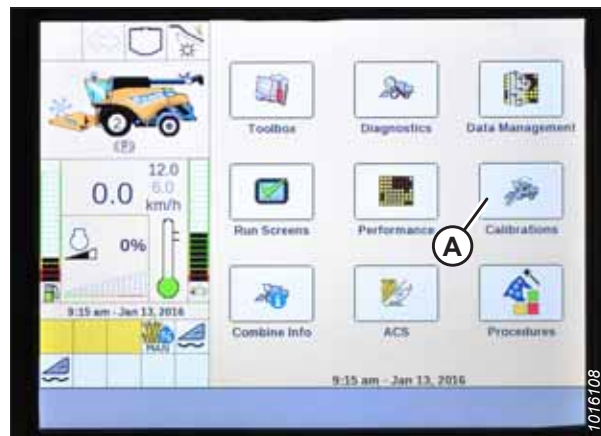 Toolbox
Diagnostics
Data Management
Run Screens
Performance
Calibrations
A
Combine Info
ACS
Procedures
9:15 am - Jan 13, 2016
2
(P)
0.0
12.0
6.0
km/h
0%
9:15 am - Jan 13, 2016
MAN
1016108